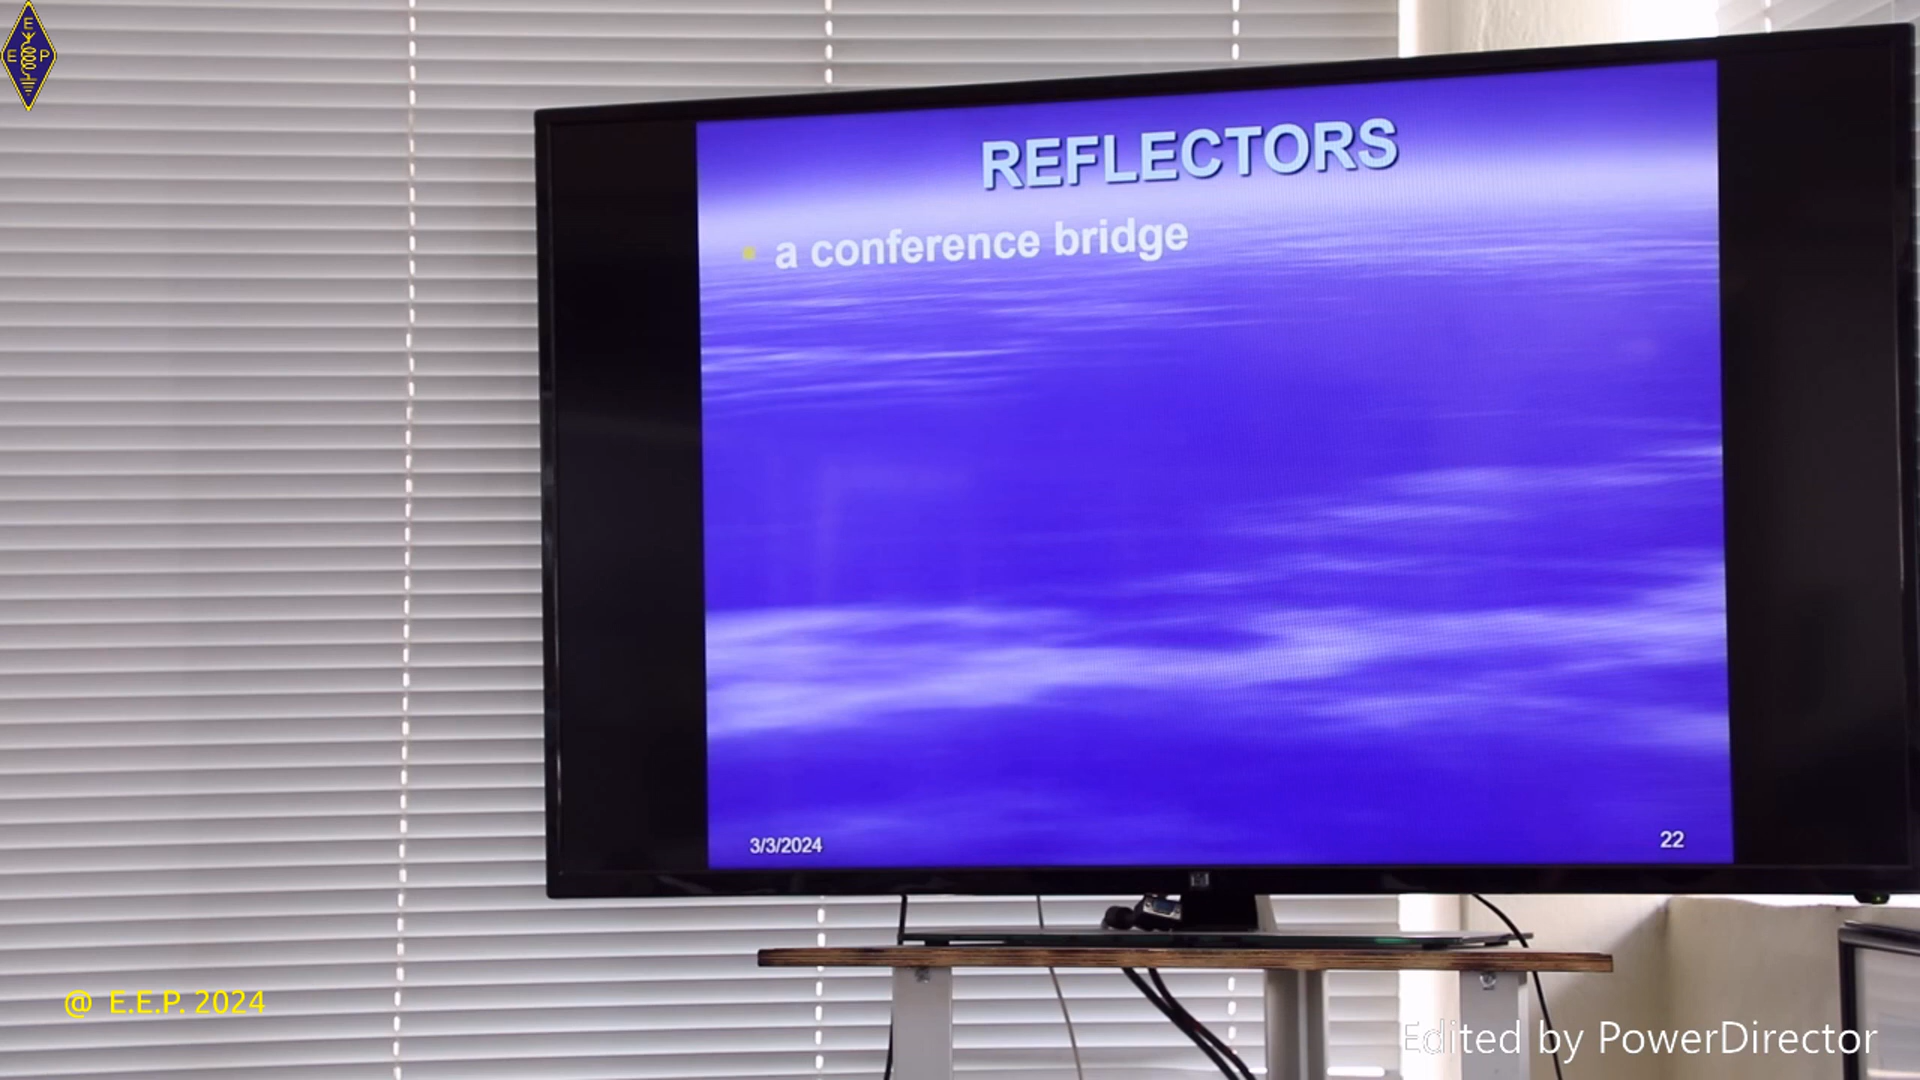 E
E P
REFLECTORS
a conference bridge
3/3/2024
22
@ E.E.P. 2024
Edited by PowerDirector